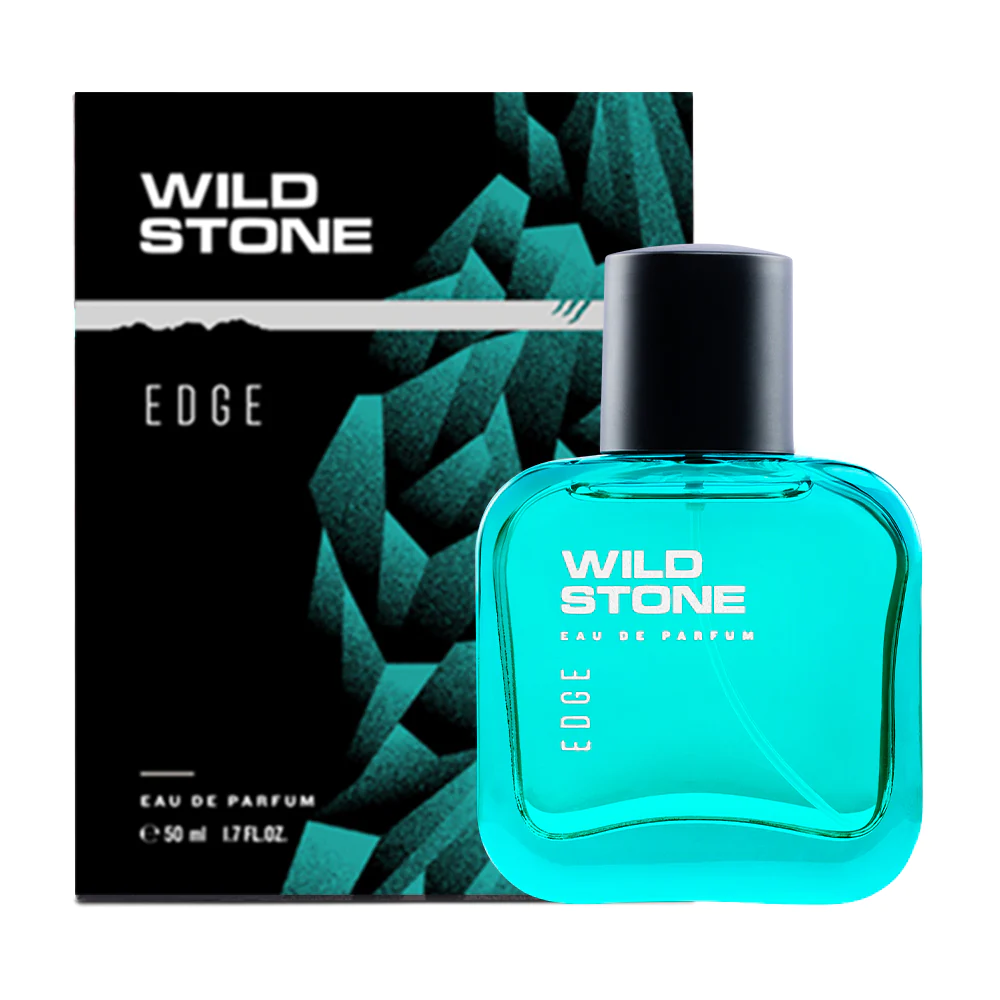 WILD
STONE
EDGE
EAU DE PARFUM
℮ 50 ml 1.7 FL.OZ.
WILD
STONE
EAU DE PARFUM
EDGE